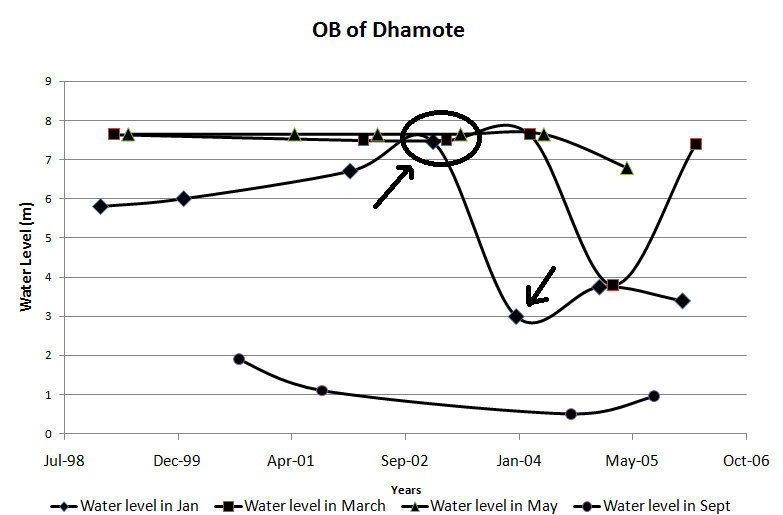 OB of Dhamote
9
8
7
6
5
4
3
2
1
0
Water Level (m)
Jul-98 Dec-99 Apr-01 Sep-02 Jan-04 May-05 Oct-06
Years
Water level in Jan Water level in March Water level in May Water level in Sept